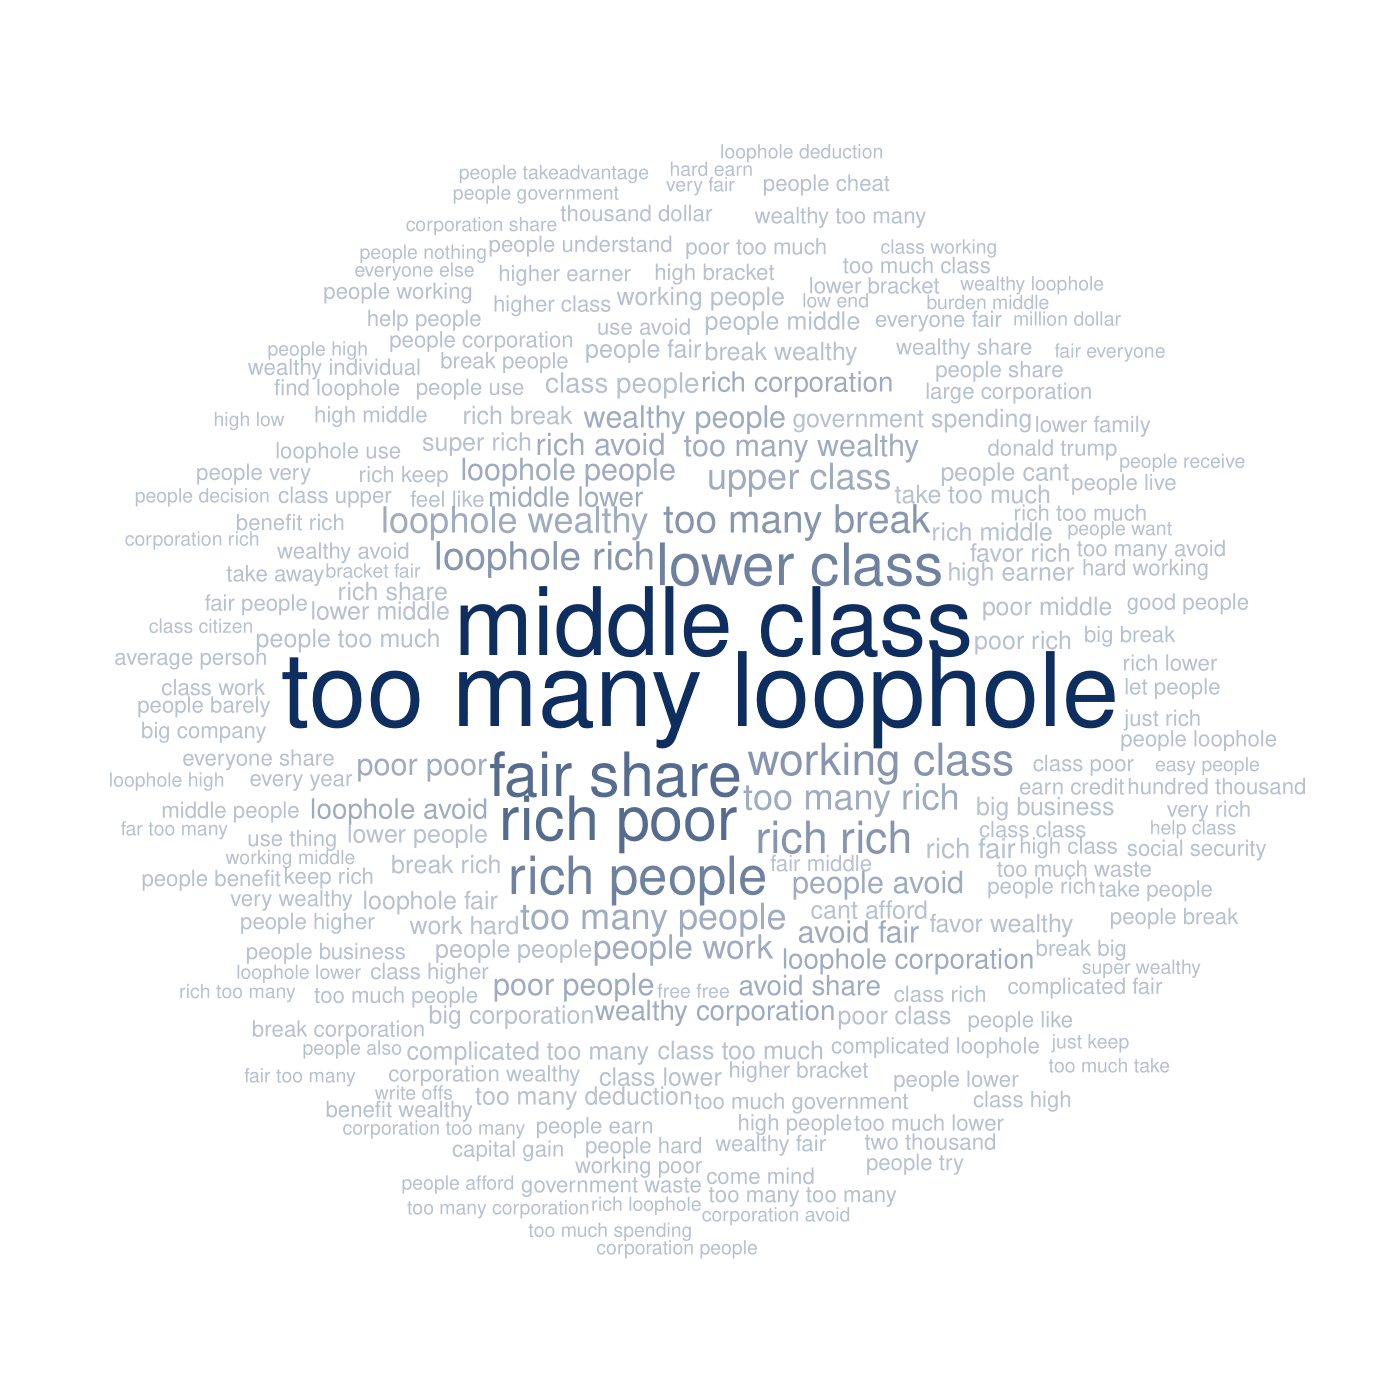 loophole deduction
people takeadvantage hard earn
people government very fair people cheat
corporation share thousand dollar wealthy too many
people nothing people understand poor too much class working
everyone else higher earner high bracket too much class
people working higher class working people low end lower bracket wealthy loophole
burden middle
help people use avoid people middle everyone fair million dollar
people high people corporation people fair break wealthy wealthy share fair everyone
wealthy individual break people people share
find loophole people use class people rich corporation large corporation
high low high middle rich break wealthy people government spending lower family
loophole use super rich rich avoid too many wealthy donald trump
people very rich keep loophole people upper class people cant people receive
people decision class upper feel like middle lower take too much people live
benefit rich loophole wealthy too many break rich middle rich too much people want
corporation rich wealthy avoid loophole rich lower class favor rich too many avoid
take away bracket fair high earner hard working
rich share
fair people lower middle middle class poor middle good people
class citizen people too much poor rich big break
average person too many loophole rich lower
class work let people
people barely just rich
big company people loophole
everyone share poor poor fair share working class class poor easy people
loophole high every year earn credit hundred thousand
middle people loophole avoid rich poor too many rich big business very rich
far too many use thing lower people rich rich class class help class
working middle break rich fair middle rich fair high class social security
people benefit keep rich rich people people avoid too much waste
people rich take people
very wealthy loophole fair
people higher work hard too many people cant afford favor wealthy people break
avoid fair
people business people people people work loophole corporation break big
loophole lower class higher super wealthy
rich too many too much people poor people free free avoid share class rich complicated fair
break corporation big corporation wealthy corporation poor class people like
people also complicated too many class too much complicated loophole just keep
fair too many corporation wealthy class lower higher bracket people lower too much take
write offs too many deduction too much government class high
benefit wealthy
corporation too many people earn high people too much lower
capital gain people hard wealthy fair two thousand
working poor people try
people afford government waste come mind
too many corporation rich loophole too many too many
corporation avoid
too much spending
corporation people